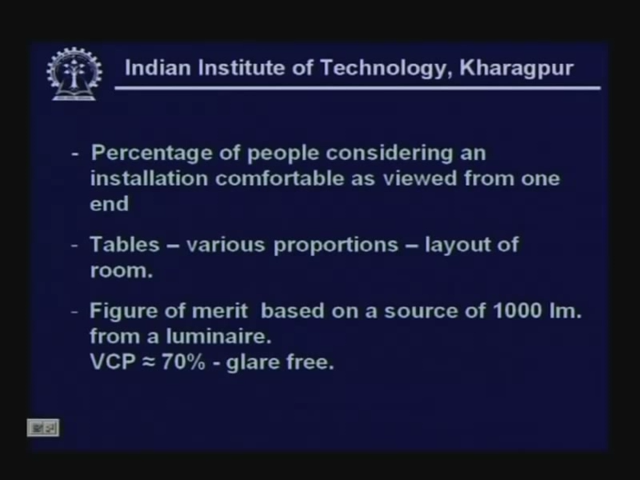 Indian Institute of Technology, Kharagpur
- Percentage of people considering an
installation comfortable as viewed from one
end
- Tables – various proportions – layout of
room.
- Figure of merit based on a source of 1000 lm.
from a luminaire.
VCP ≈ 70% - glare free.